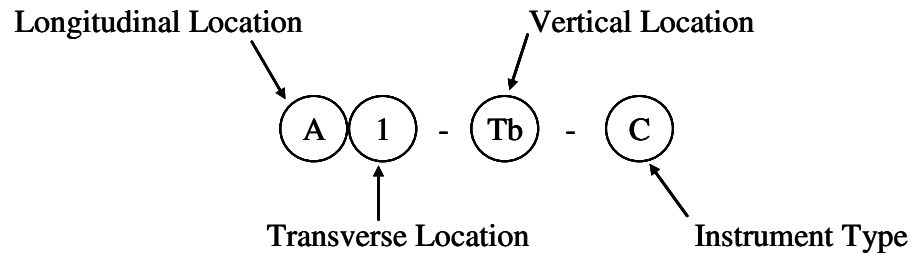 Longitudinal Location Vertical Location
A 1 - Tb - C
Transverse Location Instrument Type